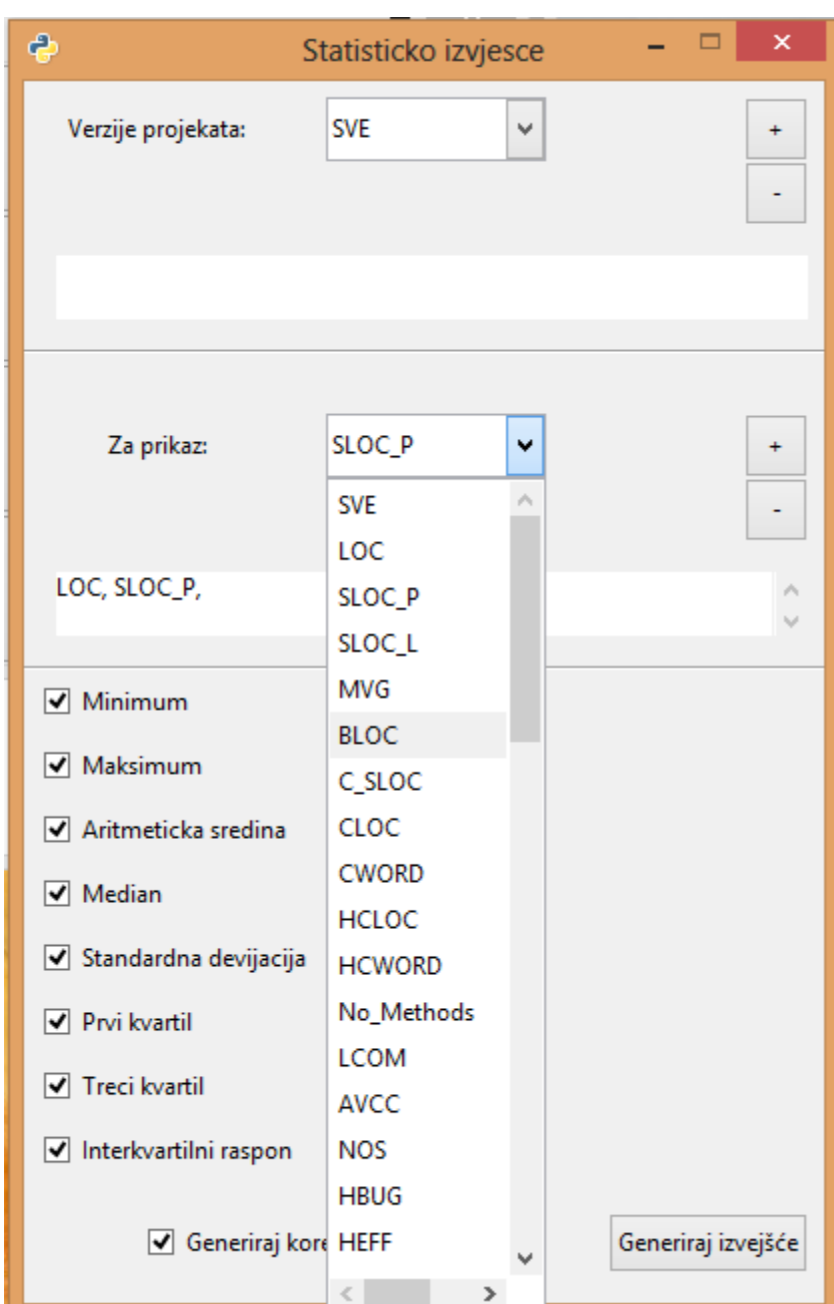 Statisticko izvjesce
Verzije projekata: SVE +
-
Za prikaz: SLOC_P +
-
LOC, SLOC_P,
SVE
LOC
SLOC_P
SLOC_L
MVG
BLOC
C_SLOC
CLOC
CWORD
HCLOC
HCWORD
No_Methods
LCOM
AVCC
NOS
HBUG
HEFF
Minimum
Maksimum
Aritmeticka sredina
Median
Standardna devijacija
Prvi kvartil
Treci kvartil
Interkvartilni raspon
Generiraj
Generiraj izvejšće